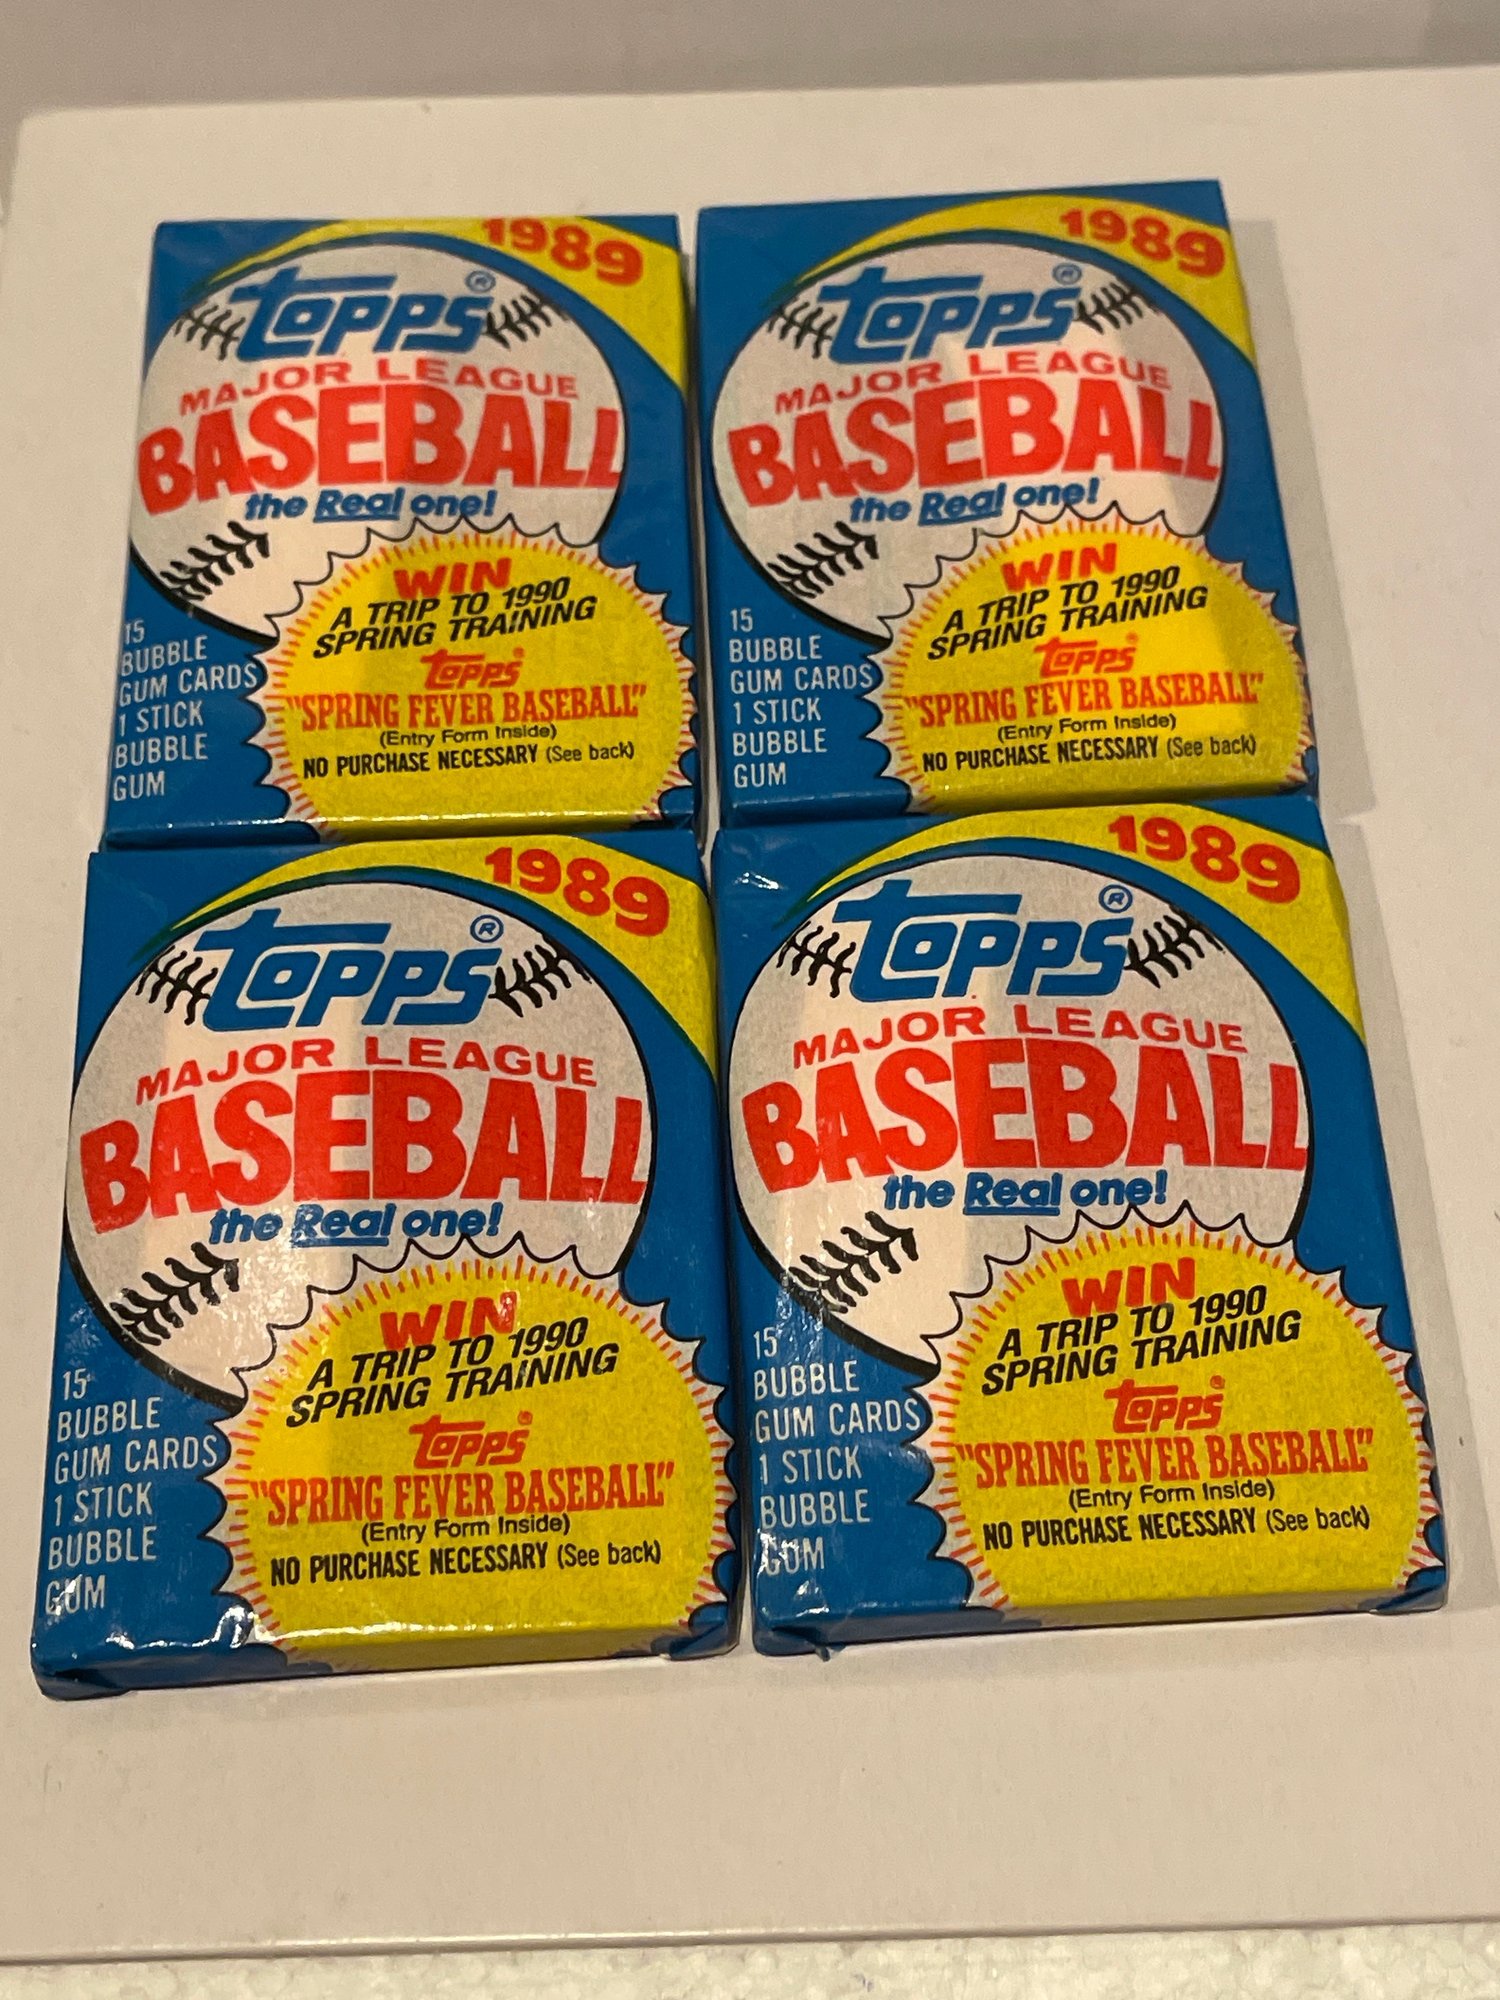 1989
Topps®
MAJOR LEAGUE
BASEBALL
the Real one!
WIN
A TRIP TO 1990
SPRING TRAINING
Topps®
"SPRING FEVER BASEBALL"
(Entry Form Inside)
NO PURCHASE NECESSARY (See back)
15
BUBBLE
GUM CARDS
1 STICK
BUBBLE
GUM
1989
Topps®
MAJOR LEAGUE
BASEBALL
the Real one!
WIN
A TRIP TO 1990
SPRING TRAINING
Topps®
"SPRING FEVER BASEBALL"
(Entry Form Inside)
NO PURCHASE NECESSARY (See back)
15
BUBBLE
GUM CARDS
1 STICK
BUBBLE
GUM
1989
Topps®
MAJOR LEAGUE
BASEBALL
the Real one!
WIN
A TRIP TO 1990
SPRING TRAINING
Topps®
"SPRING FEVER BASEBALL"
(Entry Form Inside)
NO PURCHASE NECESSARY (See back)
15
BUBBLE
GUM CARDS
1 STICK
BUBBLE
GUM
1989
Topps®
MAJOR LEAGUE
BASEBALL
the Real one!
WIN
A TRIP TO 1990
SPRING TRAINING
Topps®
"SPRING FEVER BASEBALL"
(Entry Form Inside)
NO PURCHASE NECESSARY (See back)
15
BUBBLE
GUM CARDS
1 STICK
BUBBLE
GUM